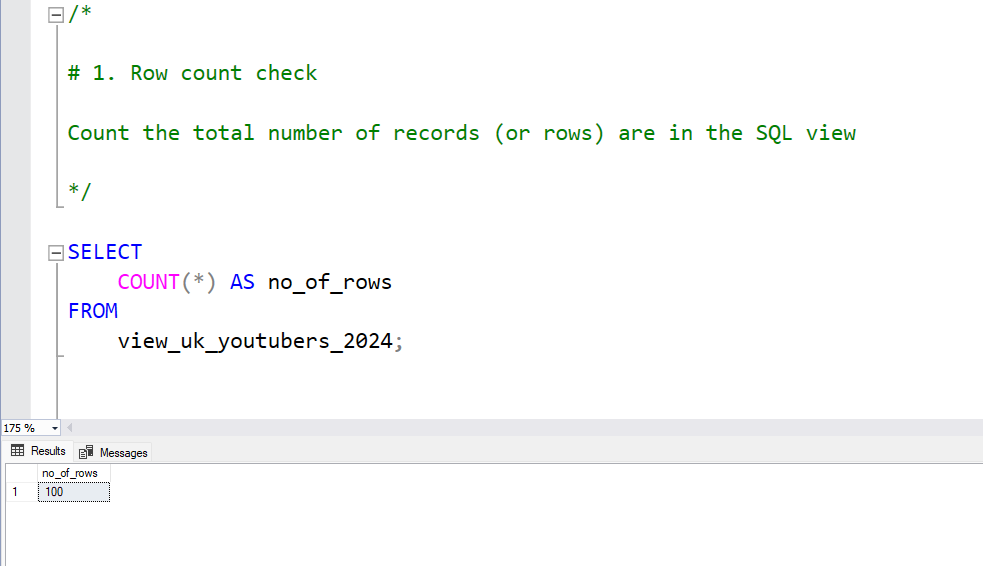 /*
# 1. Row count check
Count the total number of records (or rows) are in the SQL view
*/
SELECT
COUNT(*) AS no_of_rows
FROM
view_uk_youtubers_2024;
175 %
Results Messages
no_of_rows
1 100